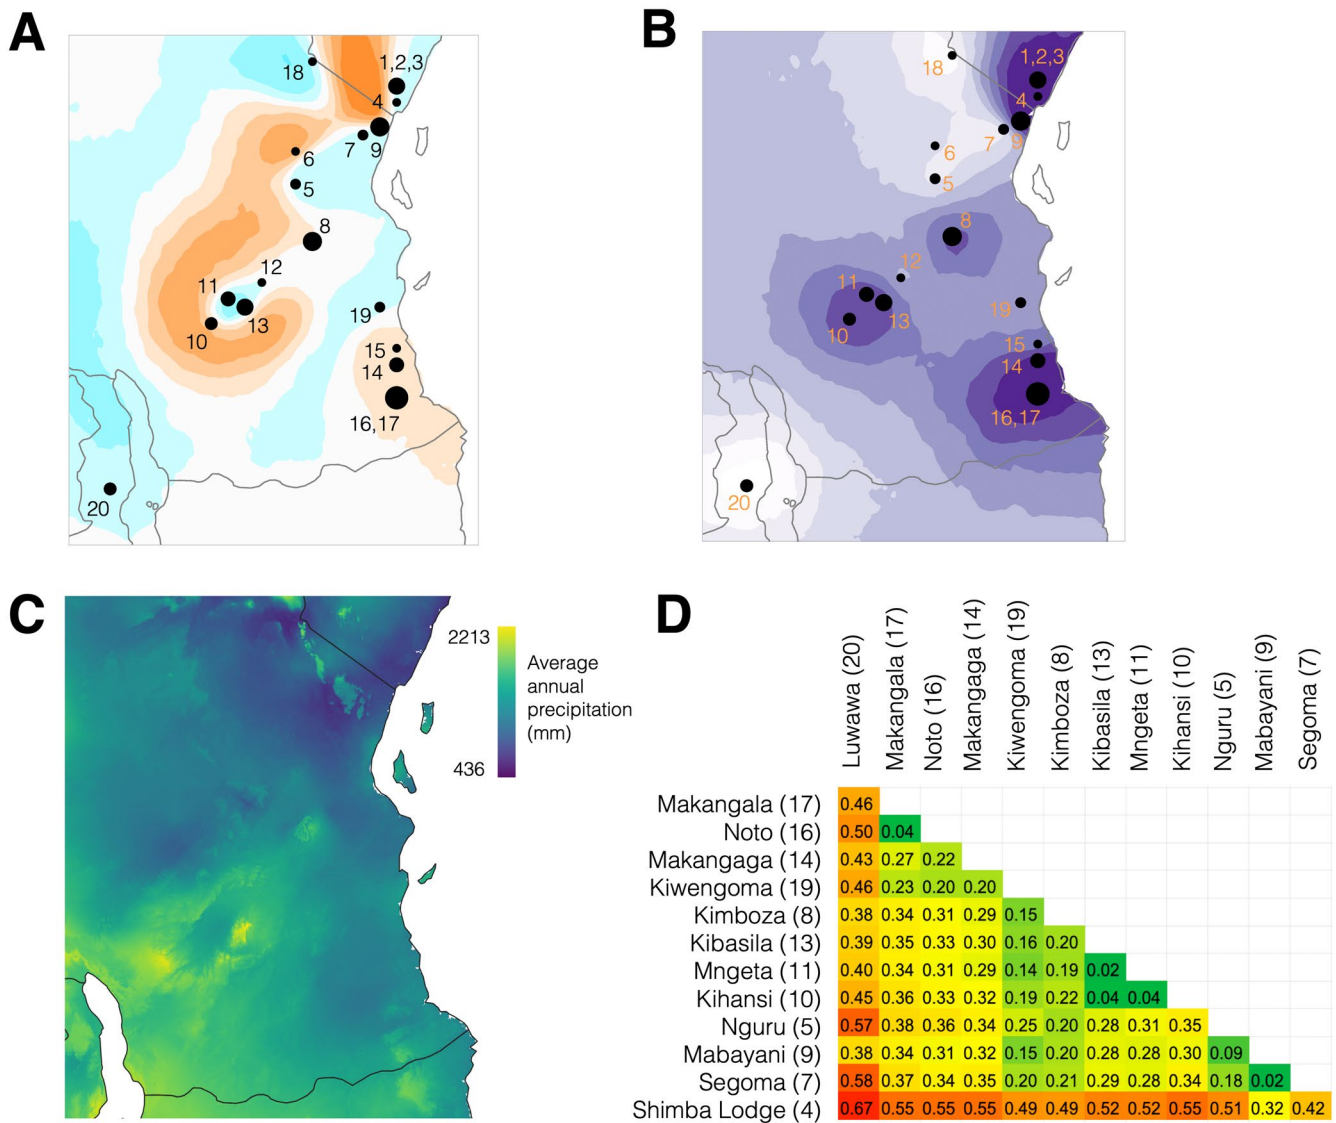 A
18
1,2,3
4
7
9
6
5
8
12
11
13
10
19
15
14
16,17
20
B
1,2,3
18
4
7
9
6
5
8
12
11
13
10
19
15
14
16,17
20
C
2213
436
Average
annual
precipitation
(mm)
D
Luwawa (20)
Makangala (17)
Noto (16)
Makangaga (14)
Kiwengoma (19)
Kimboza (8)
Kibasila (13)
Mngeta (11)
Kihansi (10)
Nguru (5)
Mabayani (9)
Segoma (7)
Makangala (17) 0.46
Noto (16) 0.50 0.04
Makangaga (14) 0.43 0.27 0.22
Kiwengoma (19) 0.46 0.23 0.20 0.20
Kimboza (8) 0.38 0.34 0.31 0.29 0.15
Kibasila (13) 0.39 0.35 0.33 0.30 0.16 0.20
Mngeta (11) 0.40 0.34 0.31 0.29 0.14 0.19 0.02
Kihansi (10) 0.45 0.36 0.33 0.32 0.19 0.22 0.04 0.04
Nguru (5) 0.57 0.38 0.36 0.34 0.25 0.20 0.28 0.31 0.35
Mabayani (9) 0.38 0.34 0.31 0.32 0.15 0.20 0.28 0.28 0.30 0.09
Segoma (7) 0.58 0.37 0.34 0.35 0.20 0.21 0.29 0.28 0.34 0.18 0.02
Shimba Lodge (4) 0.67 0.55 0.55 0.55 0.49 0.49 0.52 0.52 0.55 0.51 0.32 0.42